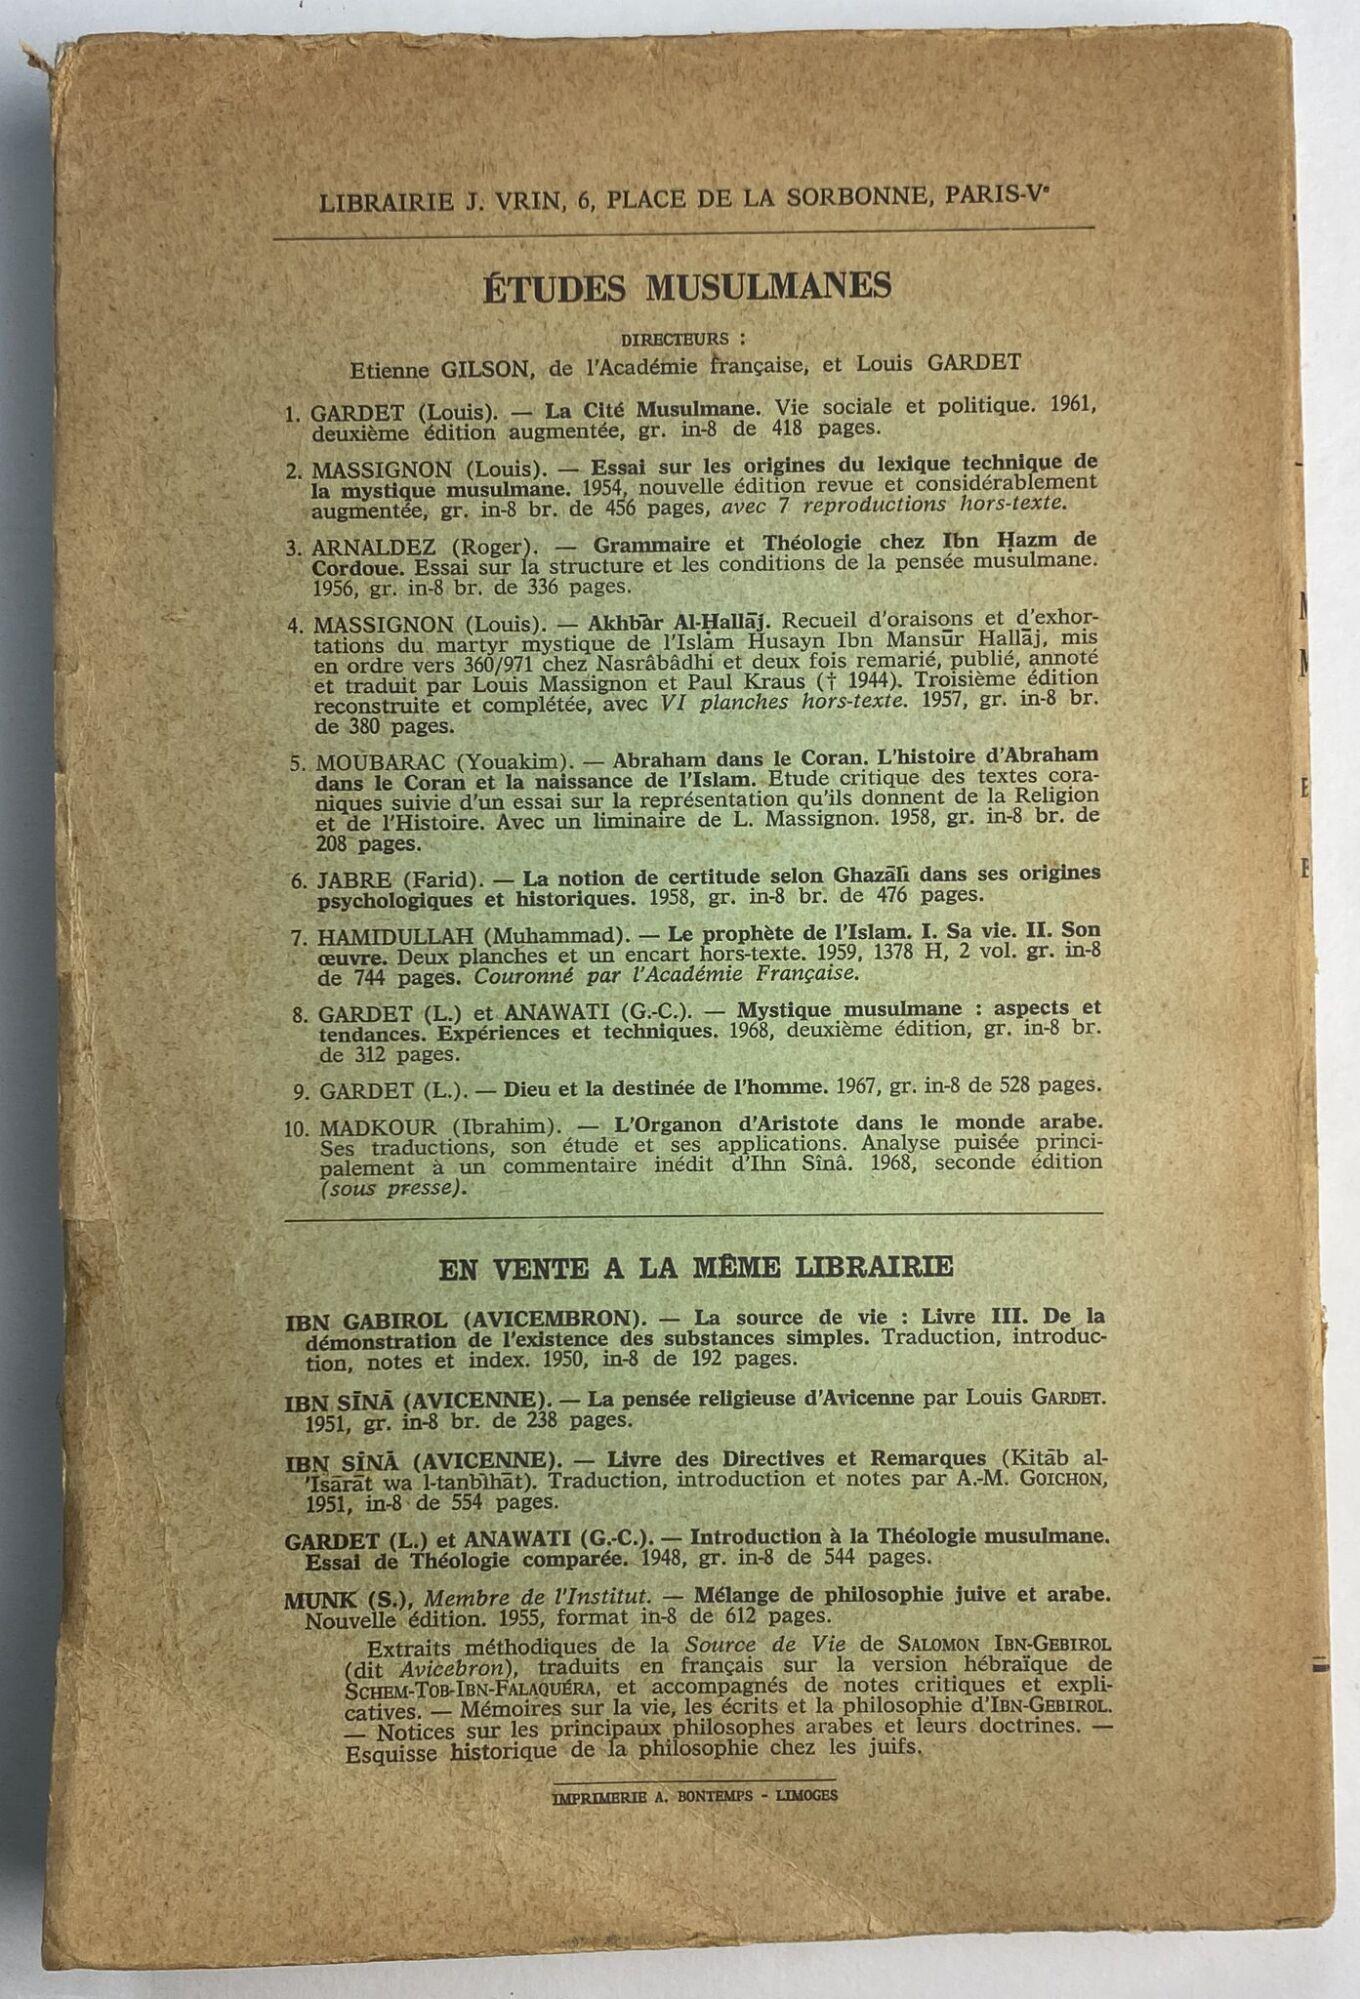 LIBRAIRIE J. VRIN, 6, PLACE DE LA SORBONNE, PARIS-Vᵉ
ÉTUDES MUSULMANES
DIRECTEURS :
Etienne GILSON, de l'Académie française, et Louis GARDET
1. GARDET (Louis). — La Cité Musulmane. Vie sociale et politique. 1961,
deuxième édition augmentée, gr. in-8 de 418 pages.
2. MASSIGNON (Louis). — Essai sur les origines du lexique technique de
la mystique musulmane. 1954, nouvelle édition revue et considérablement
augmentée, gr. in-8 br. de 456 pages, avec 7 reproductions hors-texte.
3. ARNALDEZ (Roger). — Grammaire et Théologie chez Ibn Ḥazm de
Cordoue. Essai sur la structure et les conditions de la pensée musulmane.
1956, gr. in-8 br. de 336 pages.
4. MASSIGNON (Louis). — Akhbār Al-Ḥallāj. Recueil d'oraisons et d'exhor-
tations du martyr mystique de l'Islam Husayn Ibn Mansūr Hallāj, mis
en ordre vers 360/971 chez Nasrâbâdhi et deux fois remarié, publié, annoté
et traduit par Louis Massignon et Paul Kraus († 1944). Troisième édition
reconstruite et complétée, avec VI planches hors-texte. 1957, gr. in-8 br.
de 380 pages.
5. MOUBARAC (Youakim). — Abraham dans le Coran. L'histoire d'Abraham
dans le Coran et la naissance de l'Islam. Etude critique des textes cora-
niques suivie d'un essai sur la représentation qu'ils donnent de la Religion
et de l'Histoire. Avec un liminaire de L. Massignon. 1958, gr. in-8 br. de
208 pages.
6. JABRE (Farid). — La notion de certitude selon Ghazālī dans ses origines
psychologiques et historiques. 1958, gr. in-8 br. de 476 pages.
7. HAMIDULLAH (Muhammad). — Le prophète de l'Islam. I. Sa vie. II. Son
œuvre. Deux planches et un encart hors-texte. 1959, 1378 H, 2 vol. gr. in-8
de 744 pages. Couronné par l'Académie Française.
8. GARDET (L.) et ANAWATI (G.-C.). — Mystique musulmane : aspects et
tendances. Expériences et techniques. 1968, deuxième édition, gr. in-8 br.
de 312 pages.
9. GARDET (L.). — Dieu et la destinée de l'homme. 1967, gr. in-8 de 528 pages.
10. MADKOUR (Ibrahim). — L'Organon d'Aristote dans le monde arabe.
Ses traductions, son étude et ses applications. Analyse puisée princi-
palement à un commentaire inédit d'Ihn Sînâ. 1968, seconde édition
(sous presse).
EN VENTE A LA MÊME LIBRAIRIE
IBN GABIROL (AVICEMBRON). — La source de vie : Livre III. De la
démonstration de l'existence des substances simples. Traduction, introduc-
tion, notes et index. 1950, in-8 de 192 pages.
IBN SĪNĀ (AVICENNE). — La pensée religieuse d'Avicenne par Louis GARDET.
1951, gr. in-8 br. de 238 pages.
IBN SĪNĀ (AVICENNE). — Livre des Directives et Remarques (Kitāb al-
'Isārāt wa l-tanbīhāt). Traduction, introduction et notes par A.-M. GOICHON,
1951, in-8 de 554 pages.
GARDET (L.) et ANAWATI (G.-C.). — Introduction à la Théologie musulmane.
Essai de Théologie comparée. 1948, gr. in-8 de 544 pages.
MUNK (S.), Membre de l'Institut. — Mélange de philosophie juive et arabe.
Nouvelle édition. 1955, format in-8 de 612 pages.
Extraits méthodiques de la Source de Vie de SALOMON IBN-GEBIROL
(dit Avicebron), traduits en français sur la version hébraïque de
SCHEM-TOB-IBN-FALAQUÉRA, et accompagnés de notes critiques et expli-
catives. — Mémoires sur la vie, les écrits et la philosophie d'IBN-GEBIROL.
— Notices sur les principaux philosophes arabes et leurs doctrines. —
Esquisse historique de la philosophie chez les juifs.
IMPRIMERIE A. BONTEMPS - LIMOGES